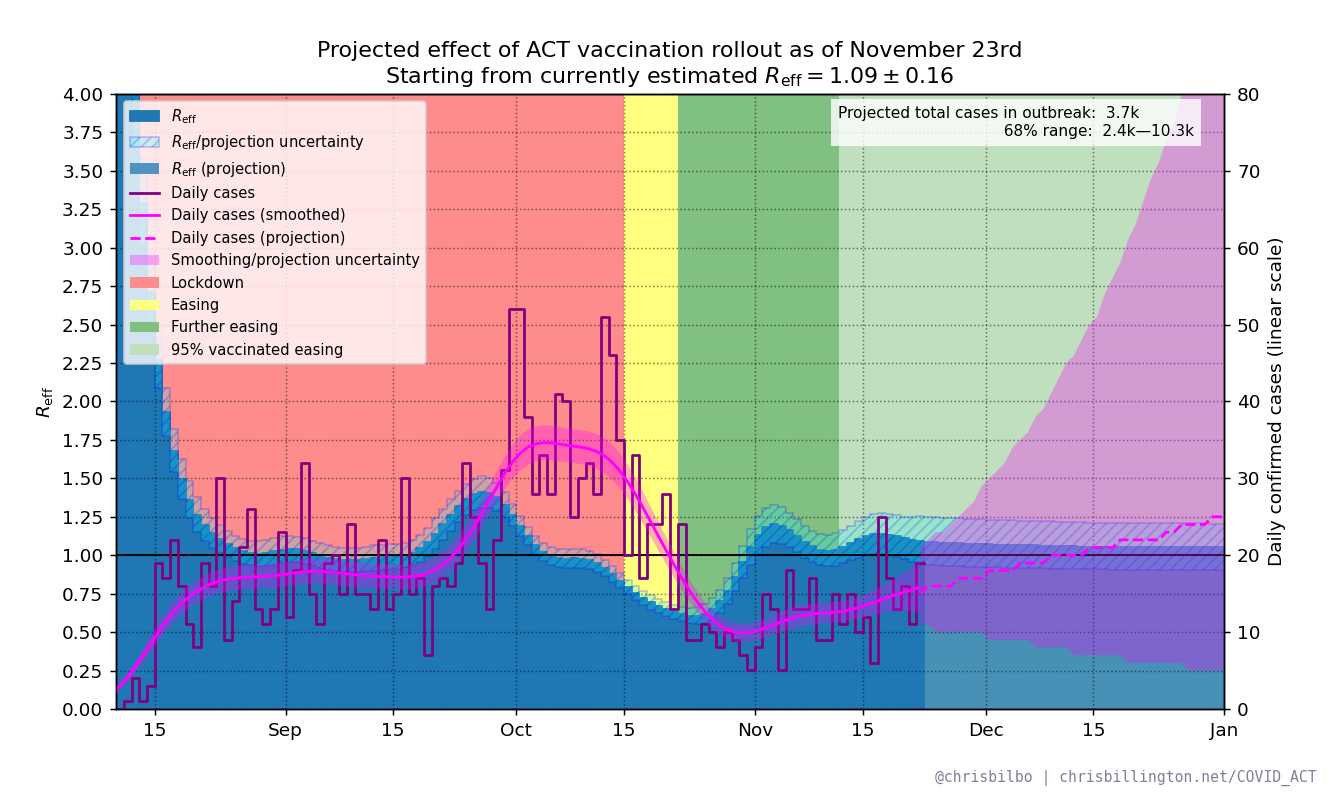 Projected effect of ACT vaccination rollout as of November 23rd
Starting from currently estimated R_eff = 1.09 ± 0.16
4.00
3.75
3.50
3.25
3.00
2.75
2.50
2.25
2.00
1.75
1.50
1.25
1.00
0.75
0.50
0.25
0.00
R_eff
R_eff
R_eff/projection uncertainty
R_eff (projection)
Daily cases
Daily cases (smoothed)
Daily cases (projection)
Smoothing/projection uncertainty
Lockdown
Easing
Further easing
95% vaccinated easing
Projected total cases in outbreak: 3.7k
68% range: 2.4k—10.3k
80
70
60
50
40
30
20
10
0
Daily confirmed cases (linear scale)
15 Sep 15 Oct 15 Nov 15 Dec 15 Jan
@chrisbilbo | chrisbillington.net/COVID_ACT